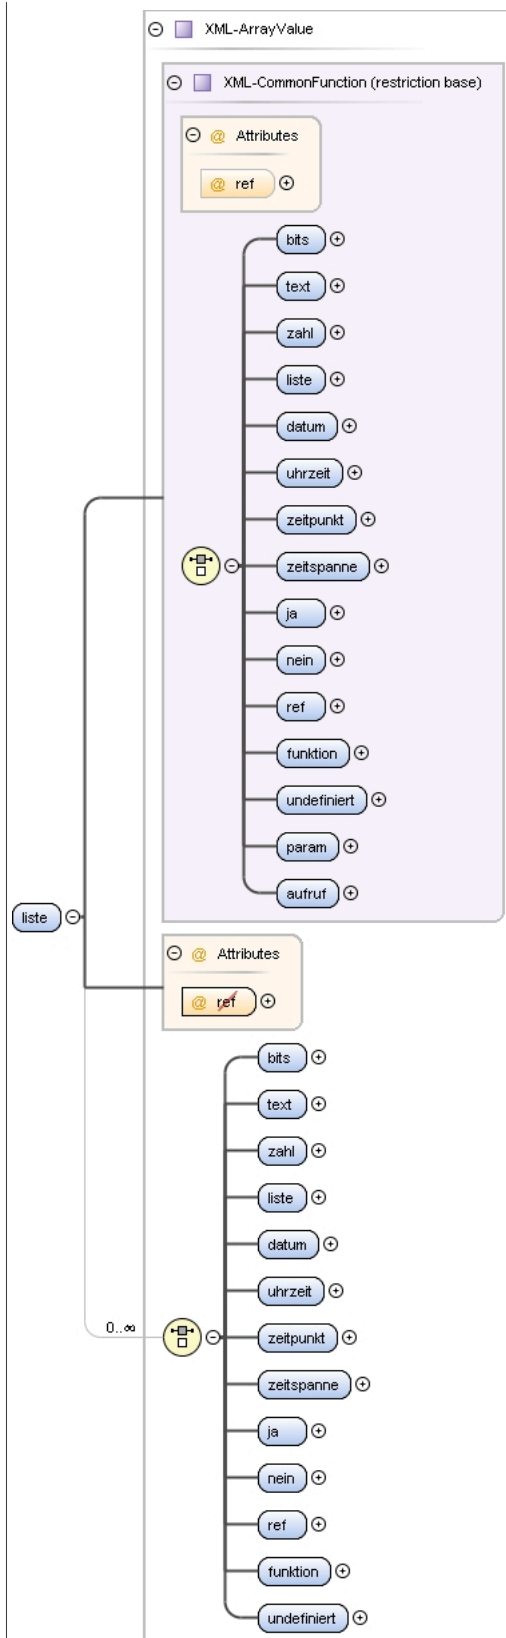 XML-ArrayValue
XML-CommonFunction (restriction base)
@ Attributes
@ ref
bits
text
zahl
liste
datum
uhrzeit
zeitpunkt
zeitspanne
ja
nein
ref
funktion
undefiniert
param
aufruf
liste
@ Attributes
@ ref
bits
text
zahl
liste
datum
uhrzeit
0..∞
zeitpunkt
zeitspanne
ja
nein
ref
funktion
undefiniert